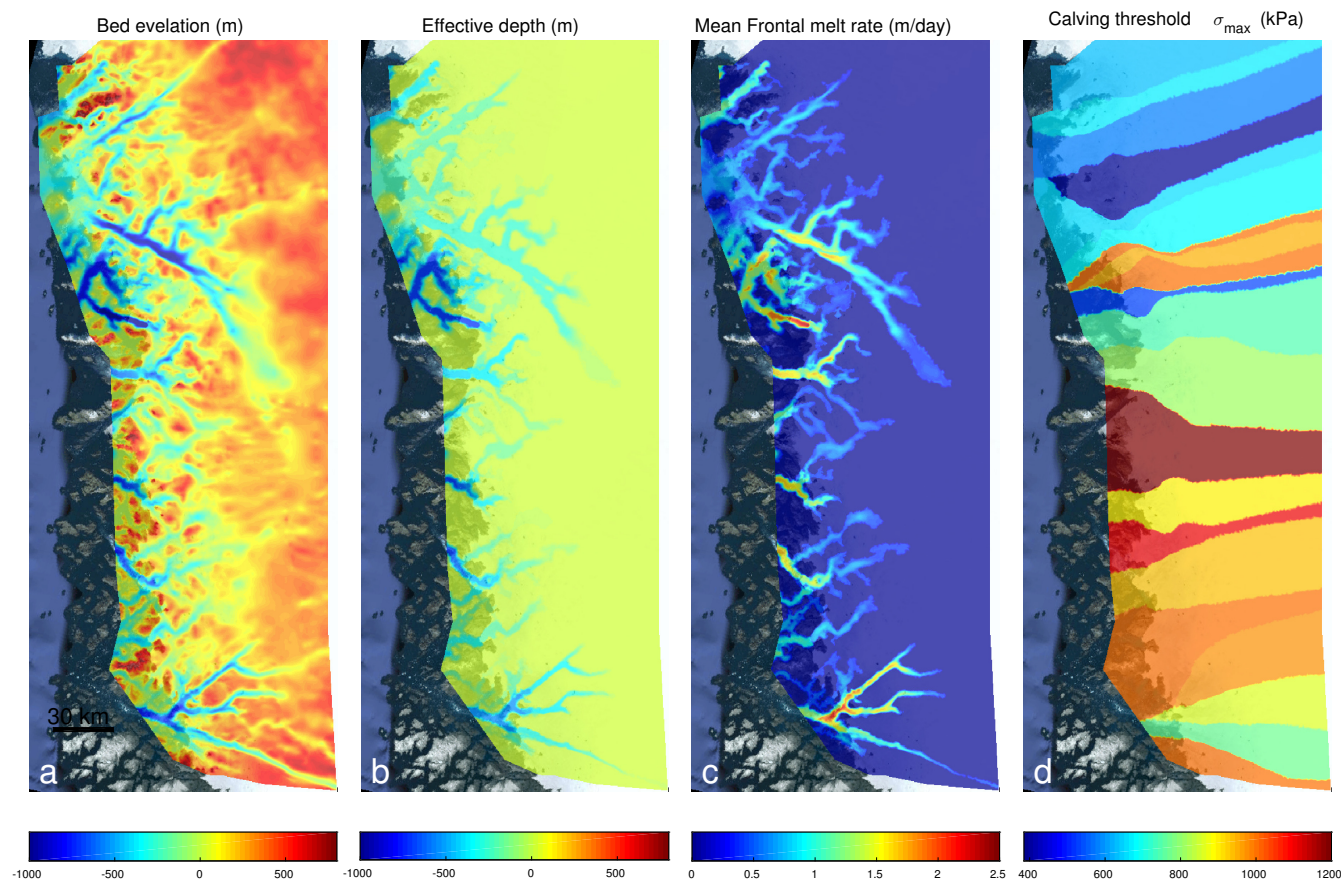 Bed evelation (m)
Effective depth (m)
Mean Frontal melt rate (m/day)
Calving threshold σmax (kPa)
30 km
a
b
c
d
-1000 -500 0 500
-1000 -500 0 500
0 0.5 1 1.5 2 2.5
400 600 800 1000 1200